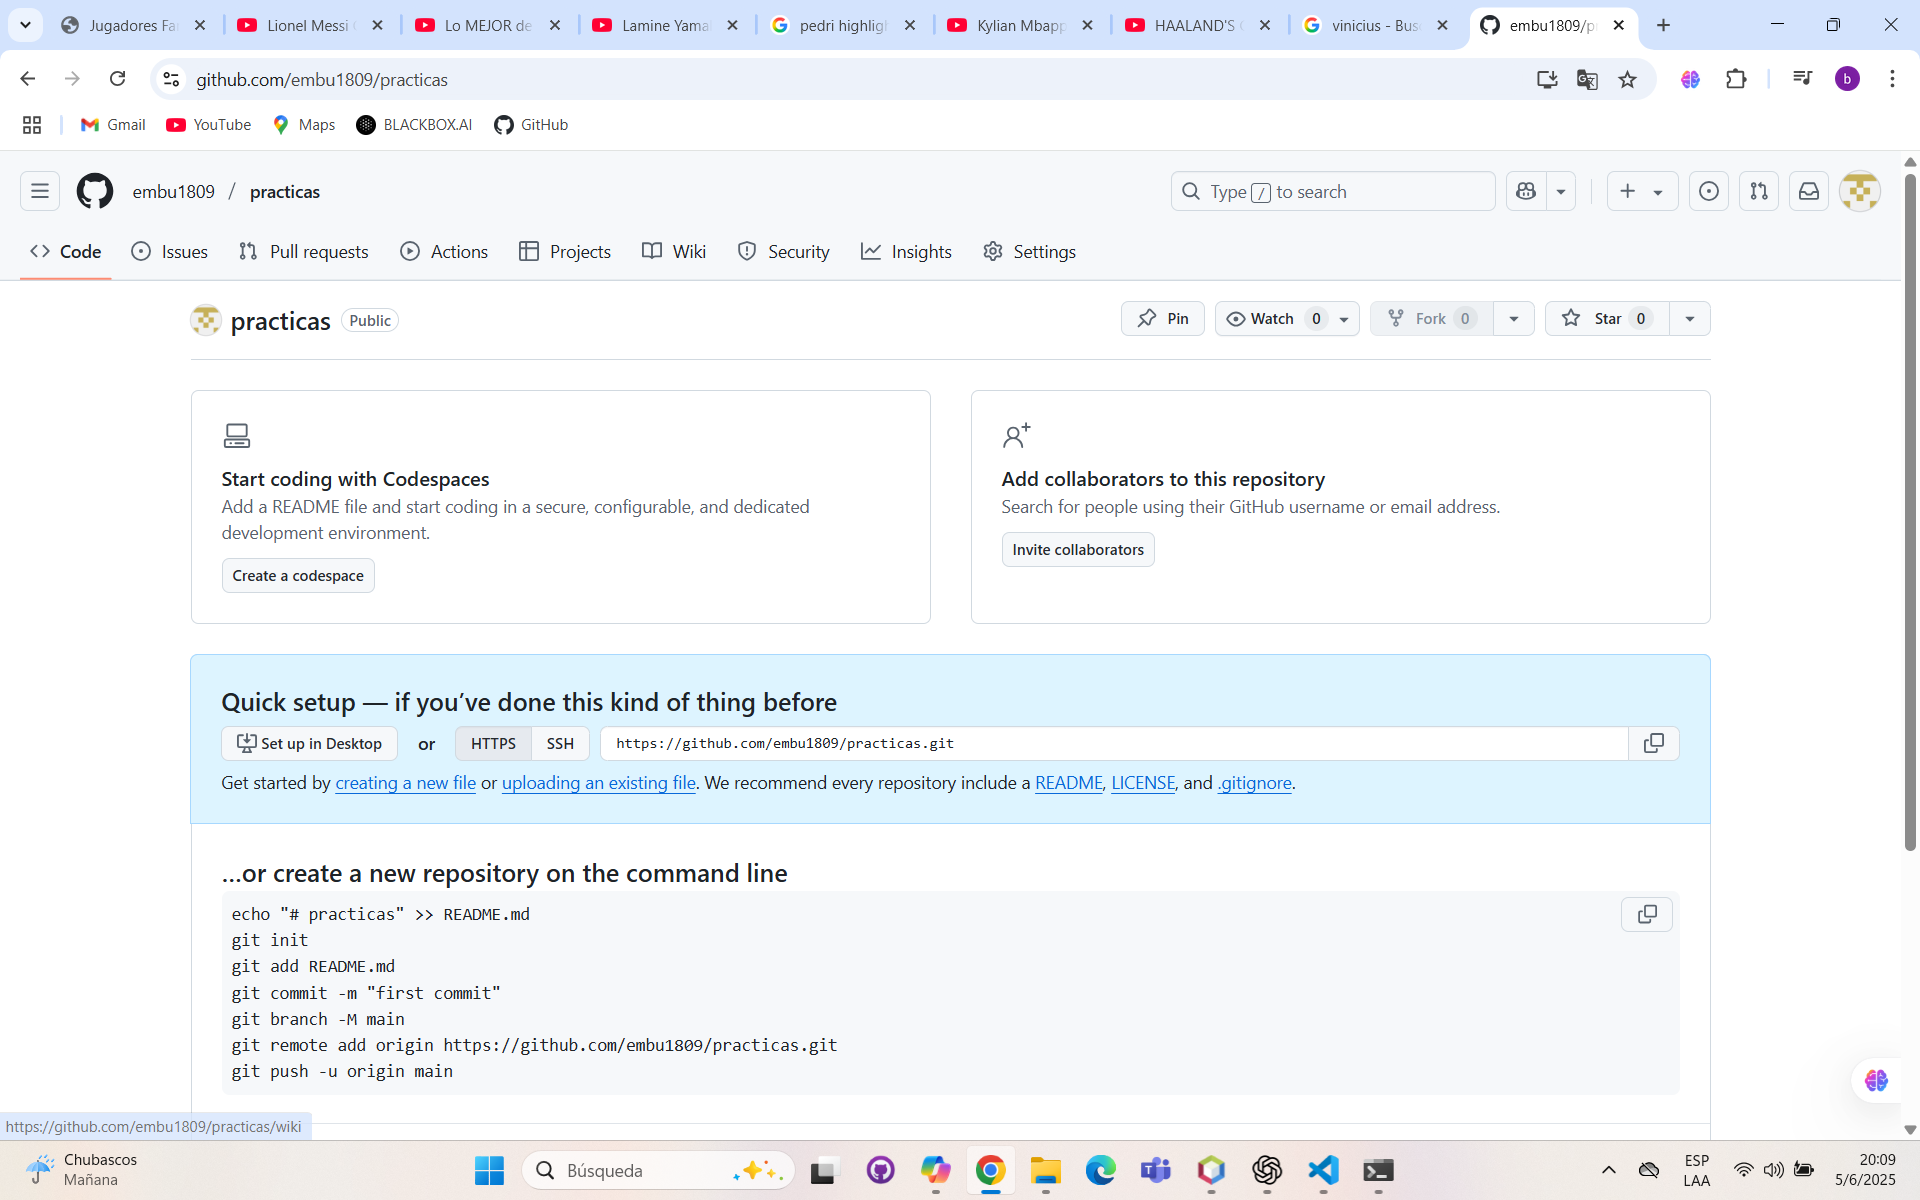 Jugadores Fa
Lionel Messi
Lo MEJOR de
Lamine Yama
pedri highlig
Kylian Mbapp
HAALAND'S
vinicius - Bus
embu1809/p
github.com/embu1809/practicas
b
Gmail
YouTube
Maps
BLACKBOX.AI
GitHub
embu1809 / practicas
Type / to search
Code
Issues
Pull requests
Actions
Projects
Wiki
Security
Insights
Settings
practicas Public
Pin
Watch 0
Fork 0
Star 0
Start coding with Codespaces
Add a README file and start coding in a secure, configurable, and dedicated
development environment.
Create a codespace
Add collaborators to this repository
Search for people using their GitHub username or email address.
Invite collaborators
Quick setup — if you’ve done this kind of thing before
Set up in Desktop or HTTPS SSH https://github.com/embu1809/practicas.git
Get started by creating a new file or uploading an existing file. We recommend every repository include a README, LICENSE, and .gitignore.
…or create a new repository on the command line
echo "# practicas" >> README.md
git init
git add README.md
git commit -m "first commit"
git branch -M main
git remote add origin https://github.com/embu1809/practicas.git
git push -u origin main
https://github.com/embu1809/practicas/wiki
Chubascos
Mañana
Búsqueda
ESP
LAA
20:09
5/6/2025